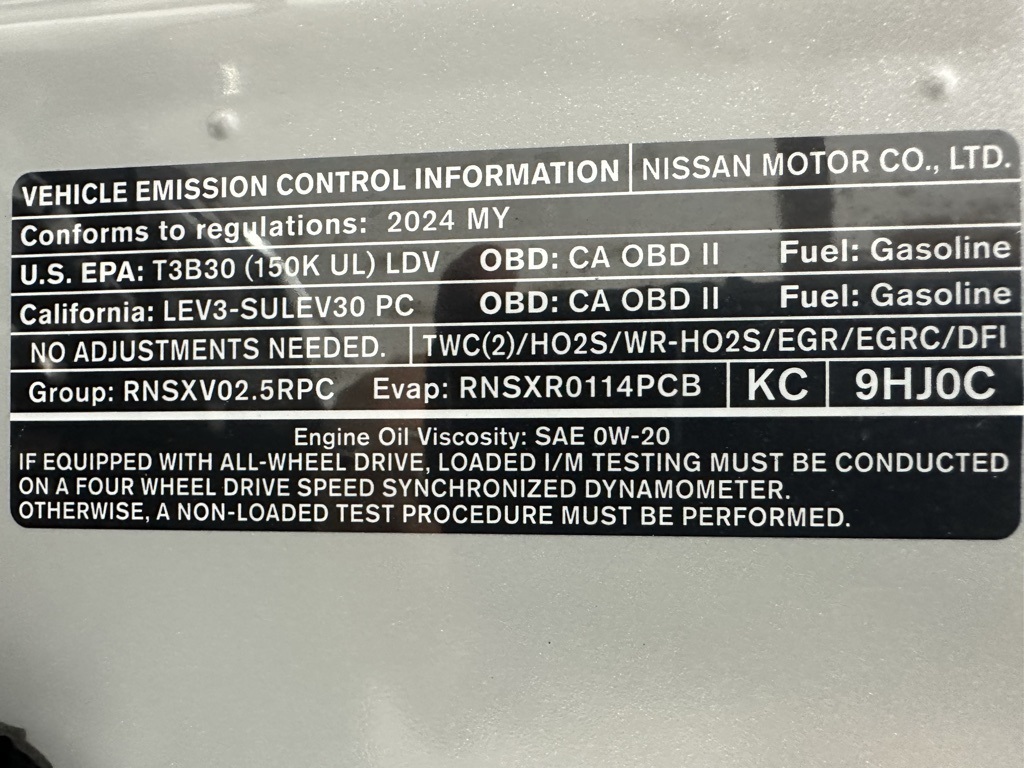 VEHICLE EMISSION CONTROL INFORMATION NISSAN MOTOR CO., LTD.
Conforms to regulations: 2024 MY
U.S. EPA: T3B30 (150K UL) LDV OBD: CA OBD II Fuel: Gasoline
California: LEV3-SULEV30 PC OBD: CA OBD II Fuel: Gasoline
NO ADJUSTMENTS NEEDED. TWC(2)/HO2S/WR-HO2S/EGR/EGRC/DFI
Group: RNSXV02.5RPC Evap: RNSXR0114PCB KC 9HJ0C
Engine Oil Viscosity: SAE 0W-20
IF EQUIPPED WITH ALL-WHEEL DRIVE, LOADED I/M TESTING MUST BE CONDUCTED
ON A FOUR WHEEL DRIVE SPEED SYNCHRONIZED DYNAMOMETER.
OTHERWISE, A NON-LOADED TEST PROCEDURE MUST BE PERFORMED.